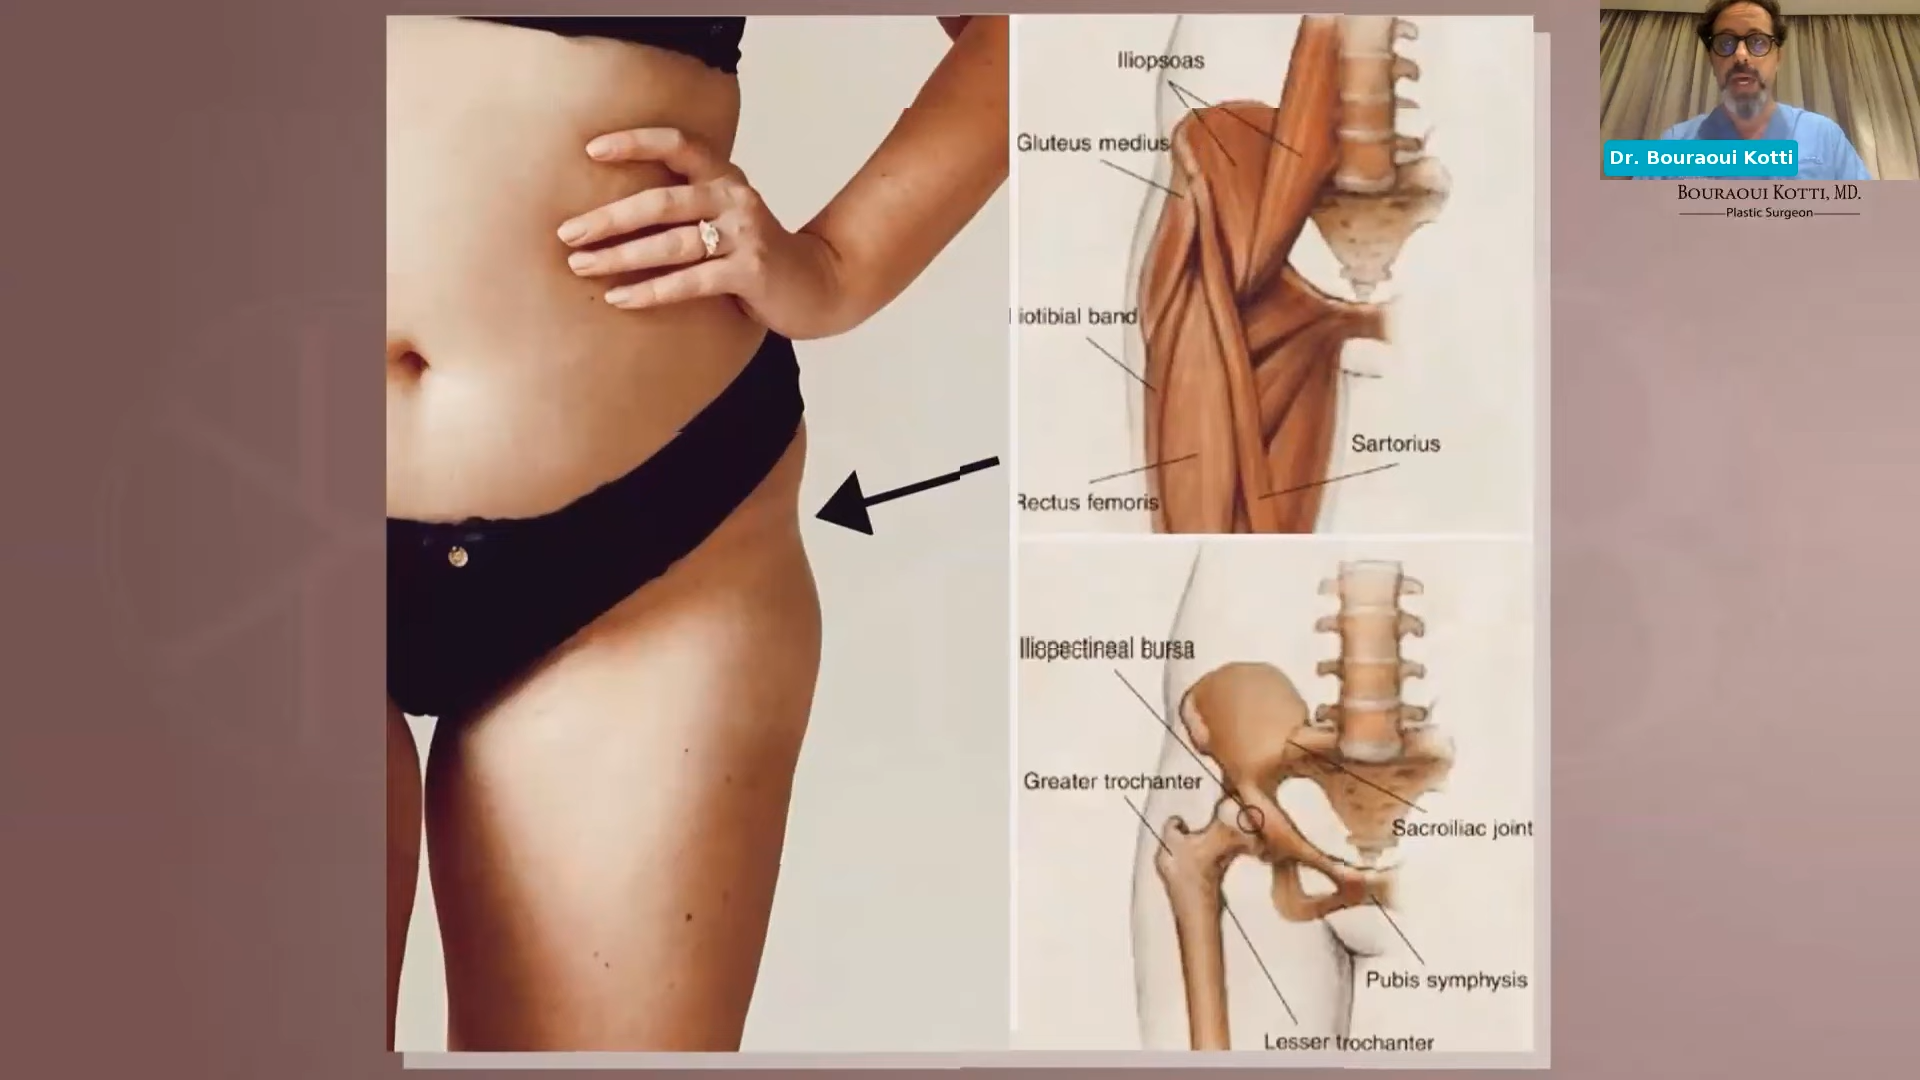 Iliopsoas
Gluteus medius
iotibial band
Rectus femoris
Sartorius
Iliopectineal bursa
Greater trochanter
Sacroiliac joint
Pubis symphysis
Lesser trochanter
Dr. Bouraoui Kotti
BOURAOUI KOTTI, MD.
Plastic Surgeon